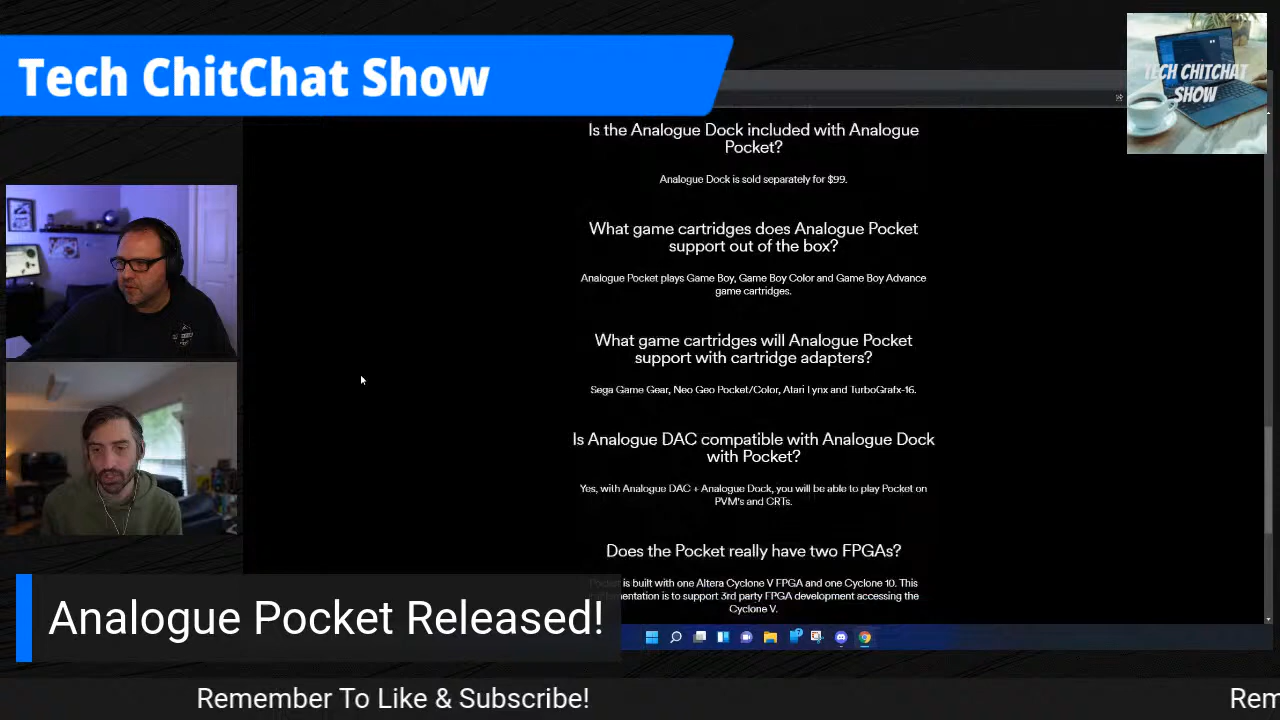 Tech ChitChat Show
TECH CHITCHAT
SHOW
Is the Analogue Dock included with Analogue
Pocket?
Analogue Dock is sold separately for $99.
What game cartridges does Analogue Pocket
support out of the box?
Analogue Pocket plays Game Boy, Game Boy Color and Game Boy Advance
game cartridges.
What game cartridges will Analogue Pocket
support with cartridge adapters?
Sega Game Gear, Neo Geo Pocket/Color, Atari Lynx and TurboGrafx-16.
Is Analogue DAC compatible with Analogue Dock
with Pocket?
Yes, with Analogue DAC + Analogue Dock, you will be able to play Pocket on
PVM's and CRTs.
Does the Pocket really have two FPGAs?
Pocket is built with one Altera Cyclone V FPGA and one Cyclone 10. This
is to support 3rd party FPGA development accessing the
Cyclone V.
Analogue Pocket Released!
Remember To Like & Subscribe!
Rem